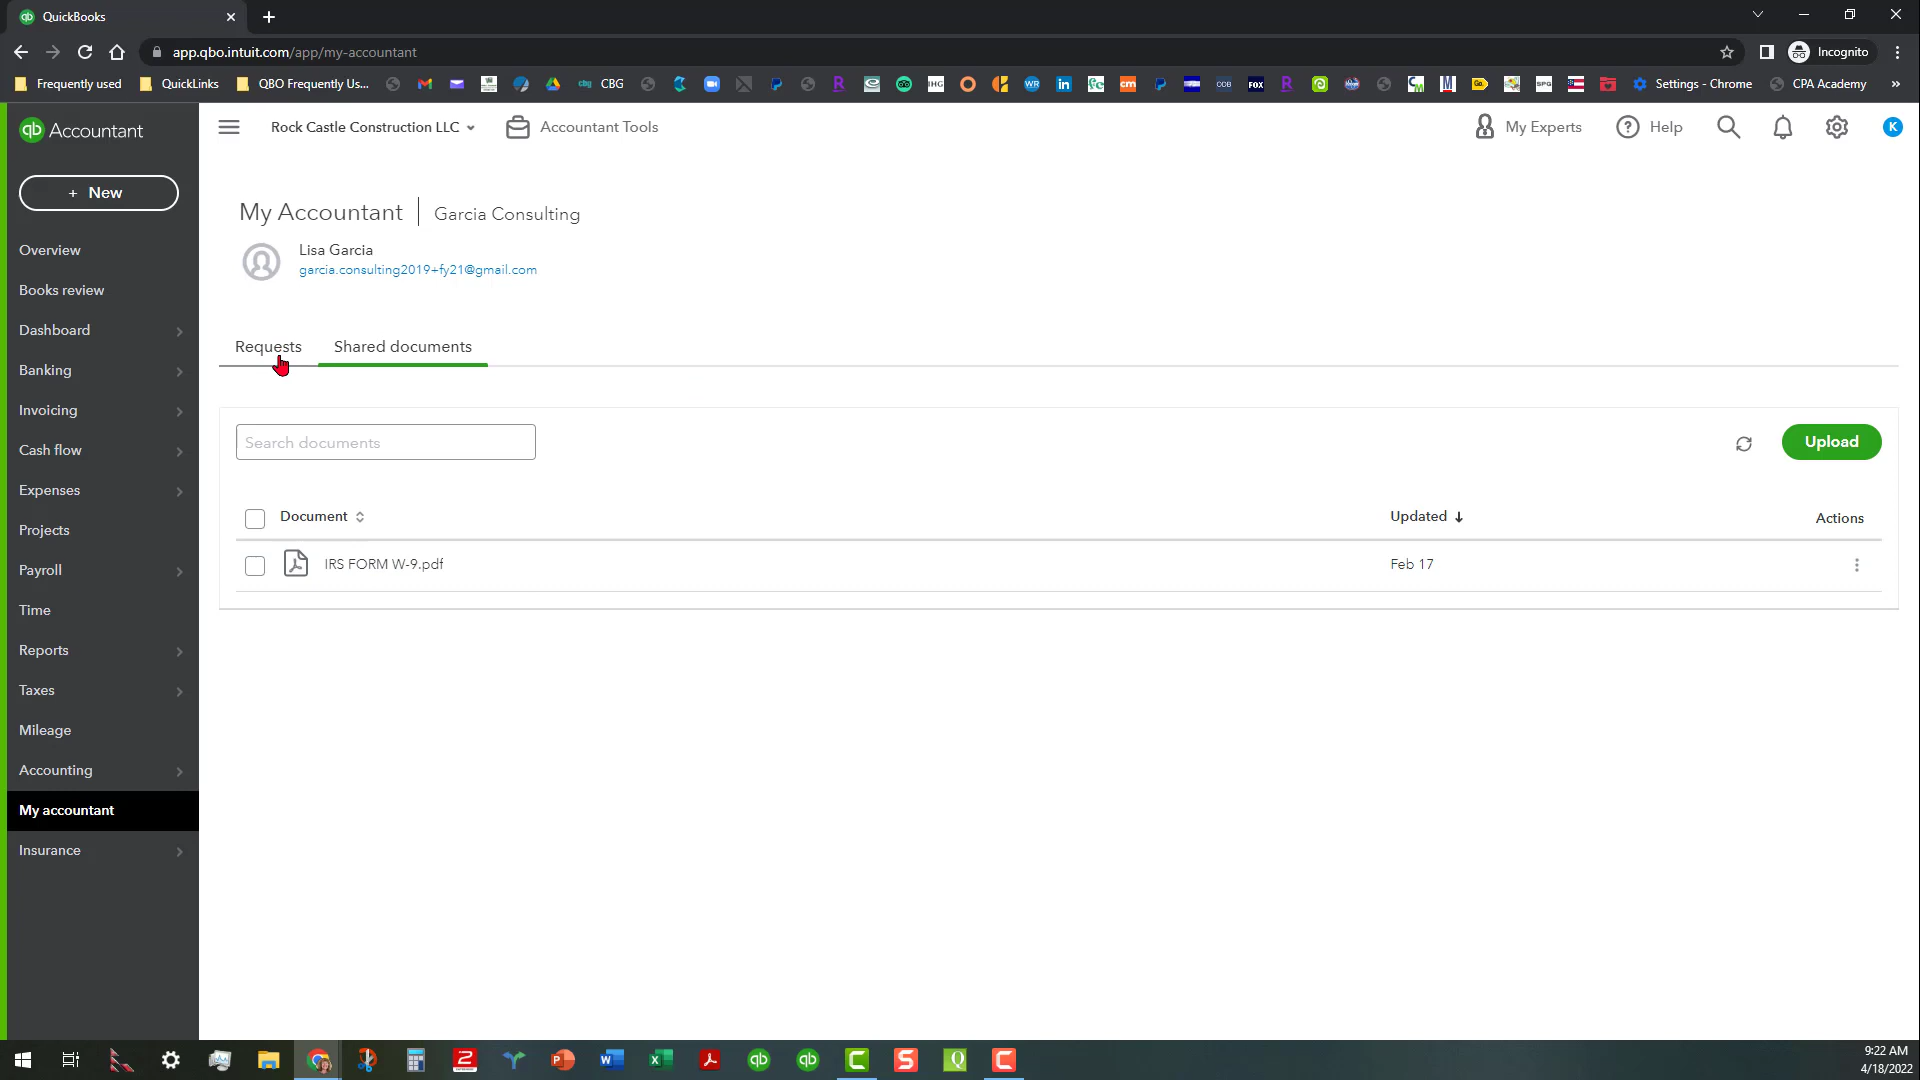 QuickBooks
app.qbo.intuit.com/app/my-accountant
Incognito
Frequently used
QuickLinks
QBO Frequently Us...
CBG
Settings - Chrome
CPA Academy
»
qb Accountant
Rock Castle Construction LLC
Accountant Tools
My Experts
Help
K
+ New
My Accountant
Garcia Consulting
Lisa Garcia
garcia.consulting2019+fy21@gmail.com
Overview
Books review
Dashboard
Banking
Invoicing
Cash flow
Expenses
Projects
Payroll
Time
Reports
Taxes
Mileage
Accounting
My accountant
Insurance
Requests
Shared documents
Search documents
Upload
Document
Updated
Actions
IRS FORM W-9.pdf
Feb 17
9:22 AM
4/18/2022